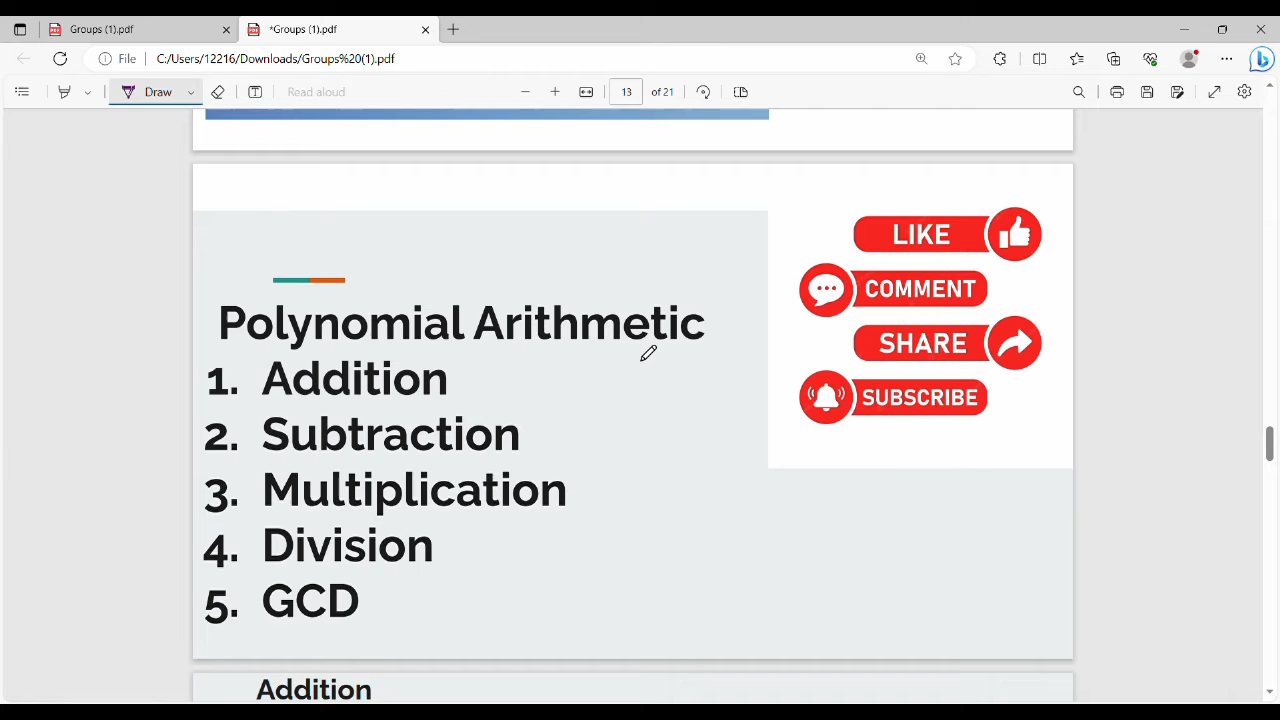 Groups (1).pdf
*Groups (1).pdf
File C:/Users/12216/Downloads/Groups%20(1).pdf
Draw
Read aloud
13 of 21
Polynomial Arithmetic
1. Addition
2. Subtraction
3. Multiplication
4. Division
5. GCD
LIKE
COMMENT
SHARE
SUBSCRIBE
Addition